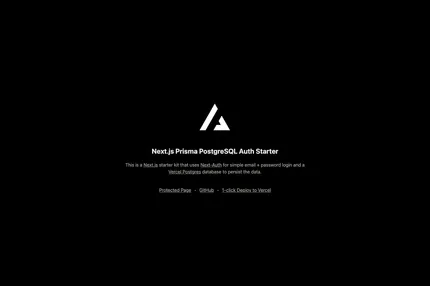 Next.js Prisma PostgreSQL Auth Starter
This is a Next.js starter kit that uses Next-Auth for simple email + password login and a
Vercel Postgres database to persist the data.
Protected Page · GitHub · 1-click Deploy to Vercel